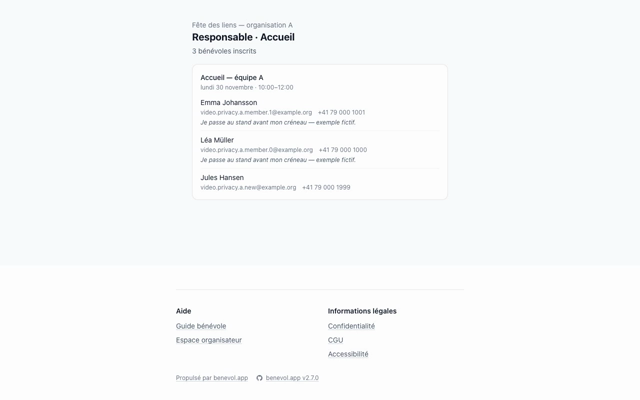 Fête des liens — organisation A
Responsable · Accueil
3 bénévoles inscrits
Accueil — équipe A
lundi 30 novembre · 10:00–12:00
Emma Johansson
video.privacy.a.member.1@example.org +41 79 000 1001
Je passe au stand avant mon créneau — exemple fictif.
Léa Müller
video.privacy.a.member.0@example.org +41 79 000 1000
Je passe au stand avant mon créneau — exemple fictif.
Jules Hansen
video.privacy.a.new@example.org +41 79 000 1999
Aide
Guide bénévole
Espace organisateur
Informations légales
Confidentialité
CGU
Accessibilité
Propulsé par benevol.app benevol.app v2.7.0